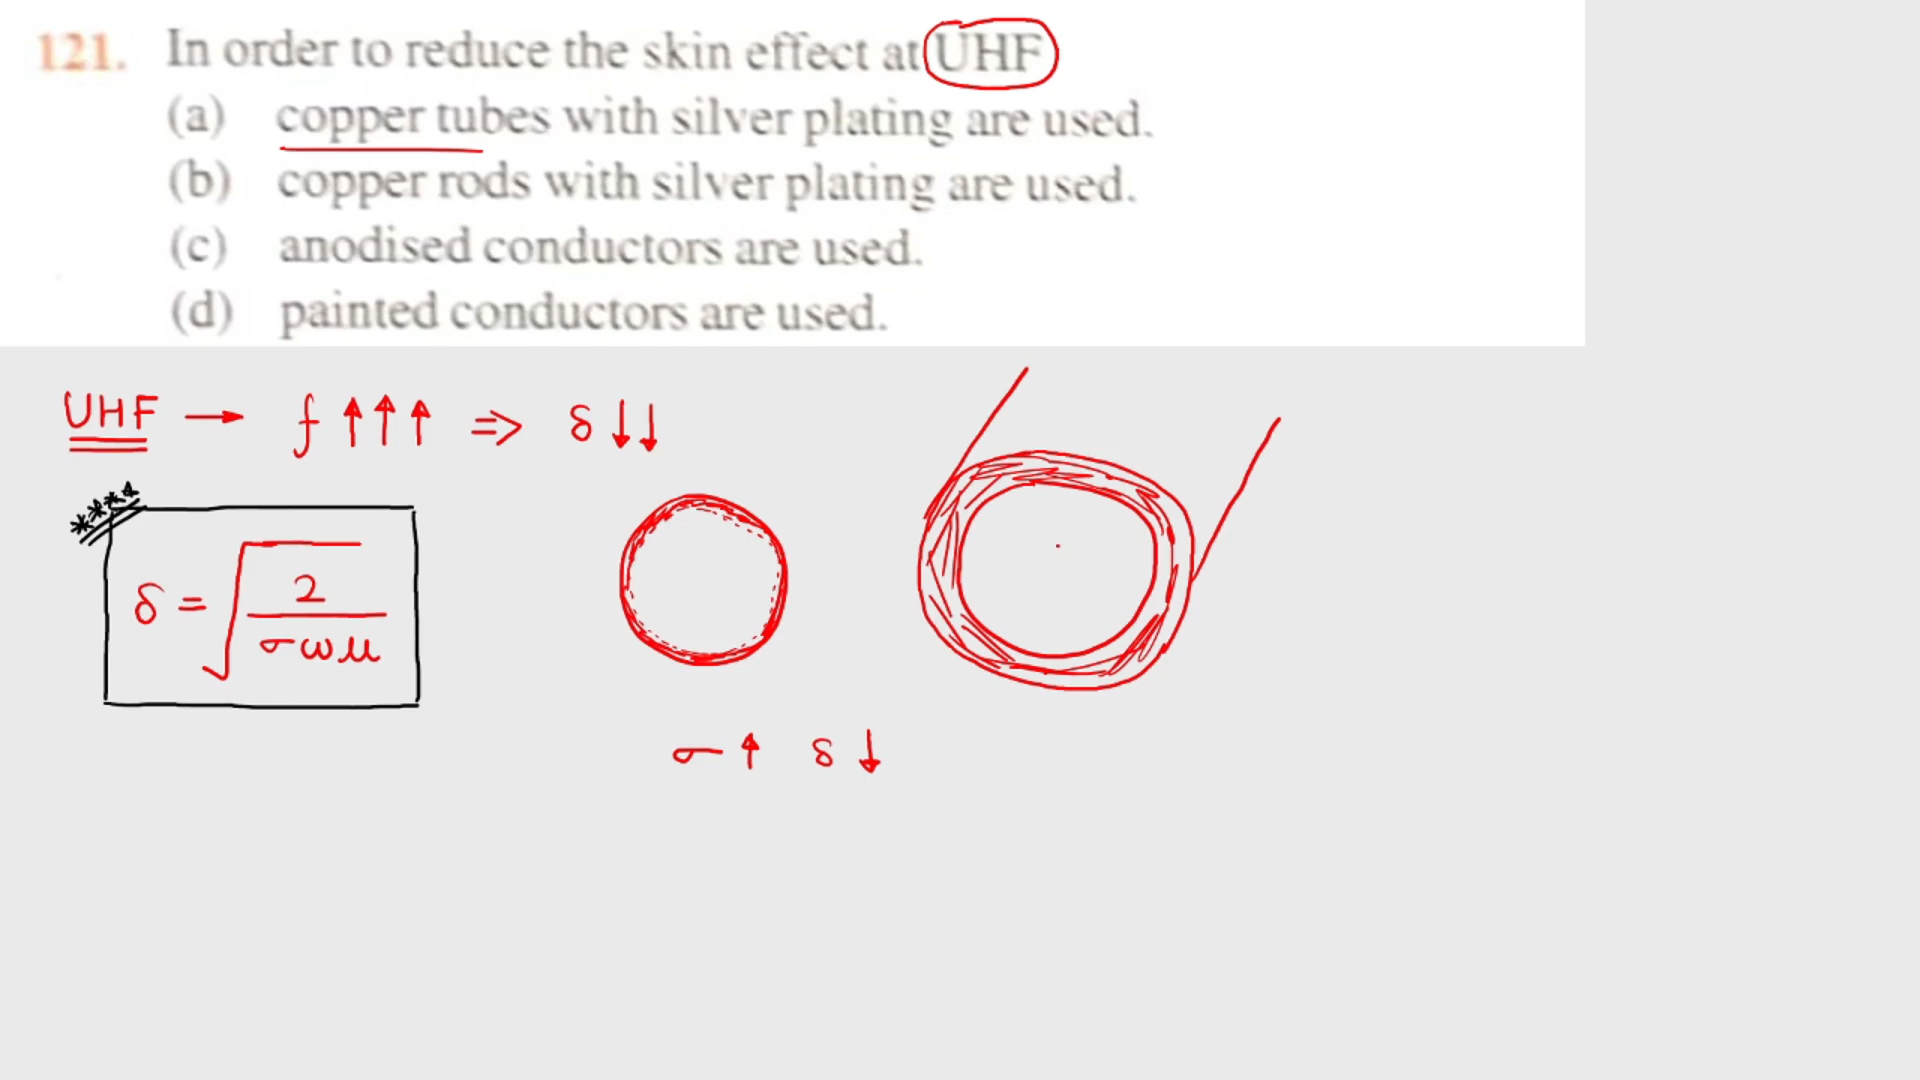 121. In order to reduce the skin effect at UHF
(a) copper tubes with silver plating are used.
(b) copper rods with silver plating are used.
(c) anodised conductors are used.
(d) painted conductors are used.
UHF → f ↑↑↑ ⇒ δ ↓↓
****
δ = √(2/(σωμ))
σ ↑ δ ↓